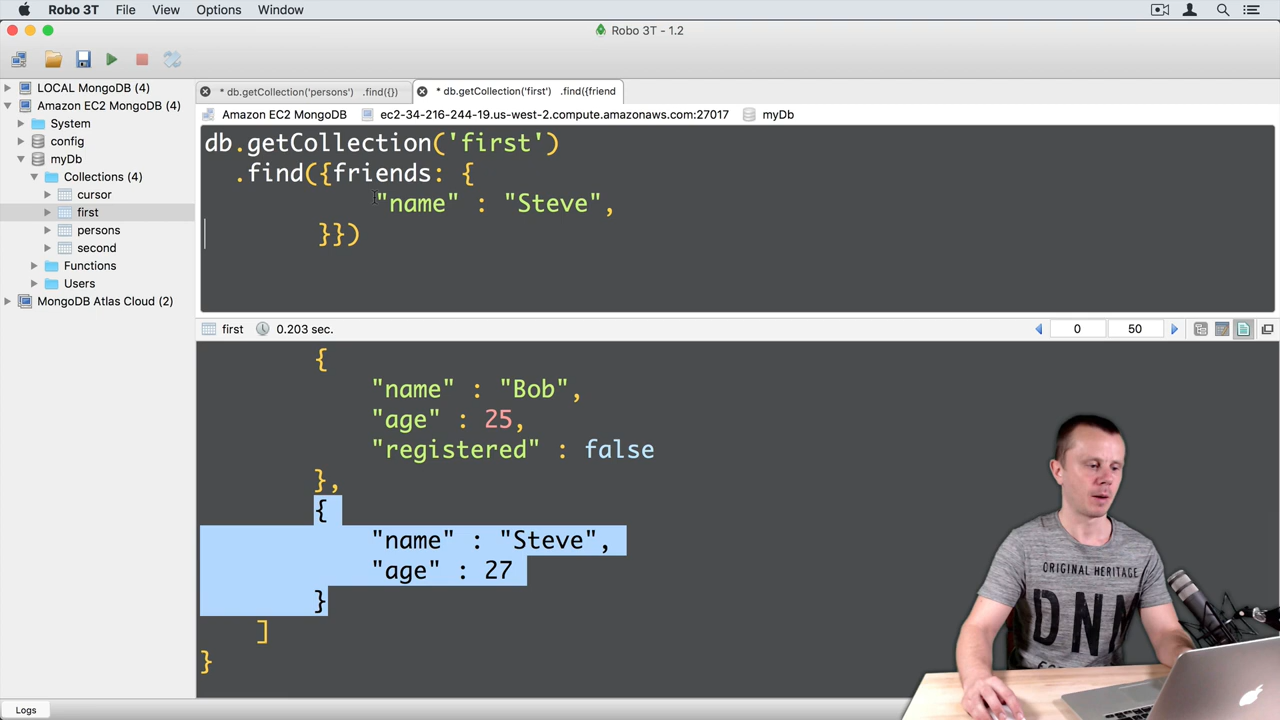 Robo 3T File View Options Window
Robo 3T - 1.2
LOCAL MongoDB (4)
Amazon EC2 MongoDB (4)
System
config
myDb
Collections (4)
cursor
first
persons
second
Functions
Users
MongoDB Atlas Cloud (2)
* db.getCollection('persons') .find({})
* db.getCollection('first') .find({friend
Amazon EC2 MongoDB ec2-34-216-244-19.us-west-2.compute.amazonaws.com:27017 myDb
db.getCollection('first')
.find({friends: {
"name" : "Steve",
}})
first 0.203 sec. 0 50
{
"name" : "Bob",
"age" : 25,
"registered" : false
},
{
"name" : "Steve",
"age" : 27
}
]
}
ORIGINAL HERITAGE
DNM
Logs